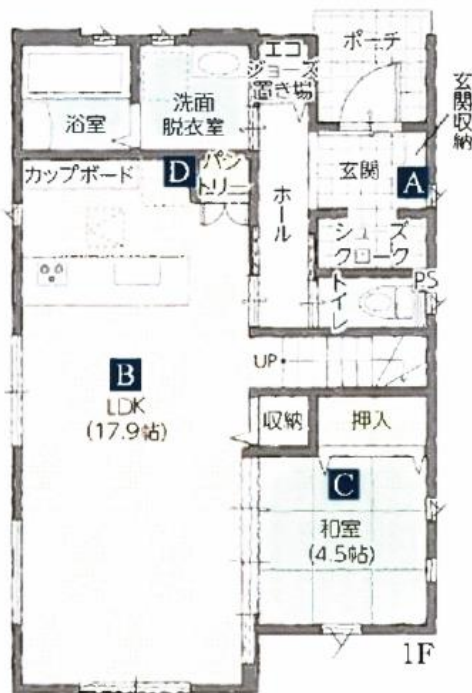 エコ
ジョーズ
置き場
ポーチ
玄関収納
浴室
洗面
脱衣室
カップボード
D
パン
トリー
ホール
玄関
A
シューズ
クローク
トイレ
PS
UP
B
LDK
(17.9帖)
収納
押入
C
和室
(4.5帖)
1F